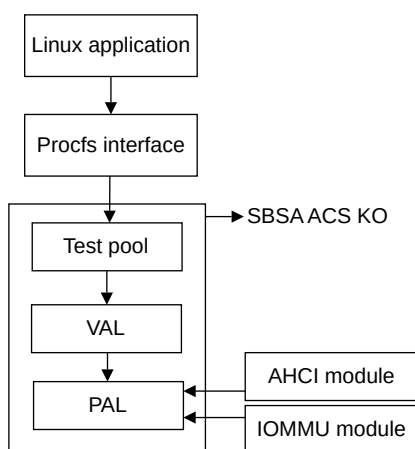 Linux application
Procfs interface
SBSA ACS KO
Test pool
VAL
PAL
AHCI module
IOMMU module